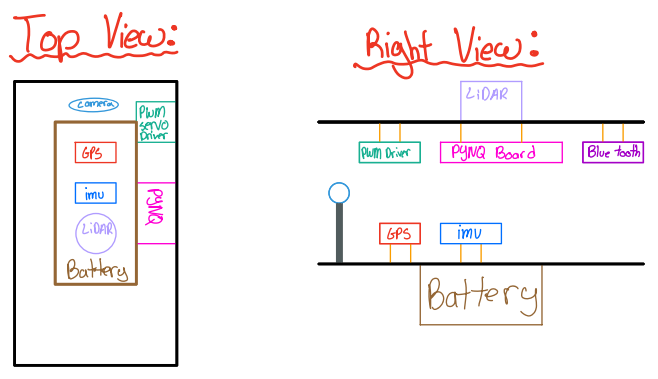 Top View:
camera
PWM
Servo
Driver
GPS
imu
PYNQ
LiDAR
Battery
Right View:
LiDAR
PWM Driver
PYNQ Board
Blue tooth
GPS
imu
Battery